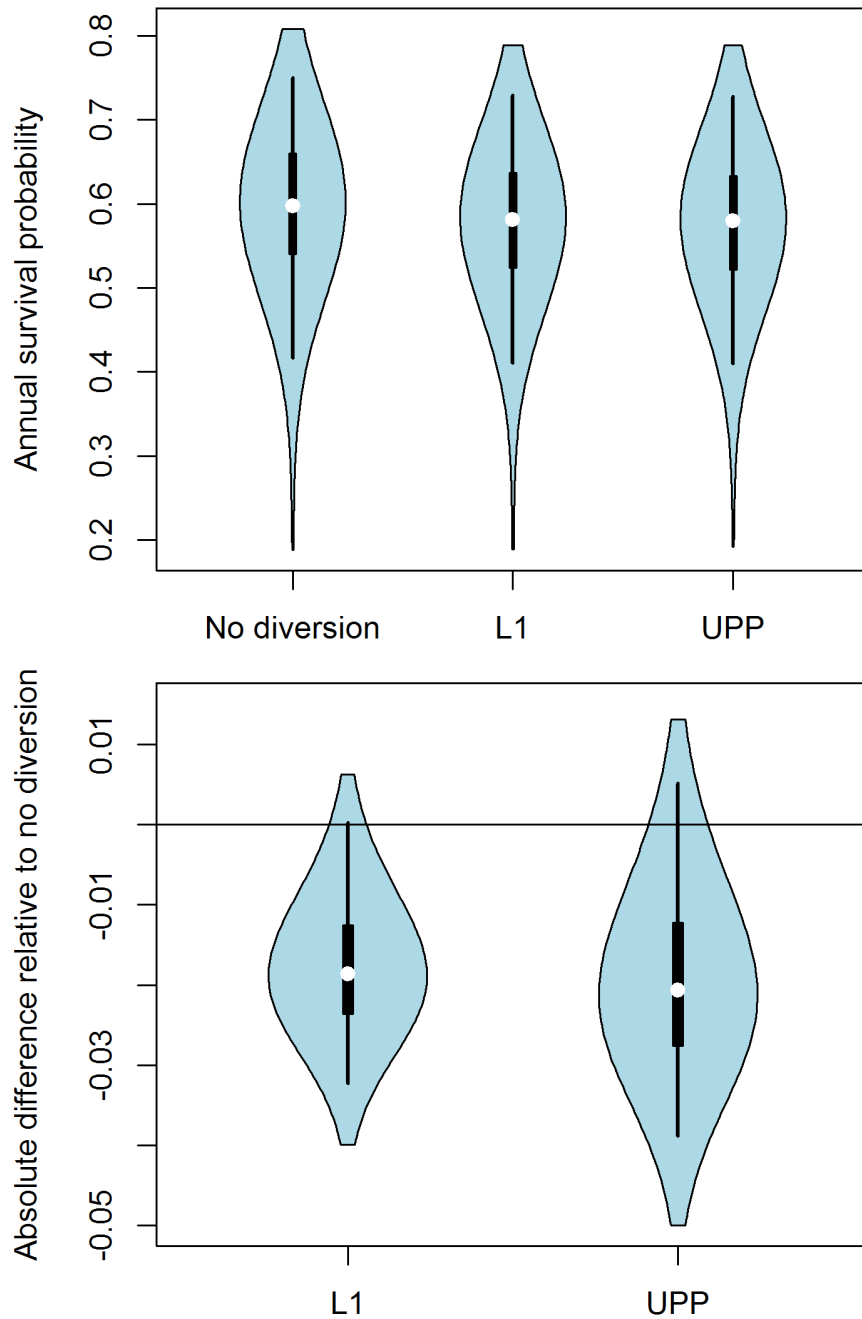 Annual survival probability
0.8
0.7
0.6
0.5
0.4
0.3
0.2
No diversion L1 UPP
Absolute difference relative to no diversion
0.01
-0.01
-0.03
-0.05
L1 UPP